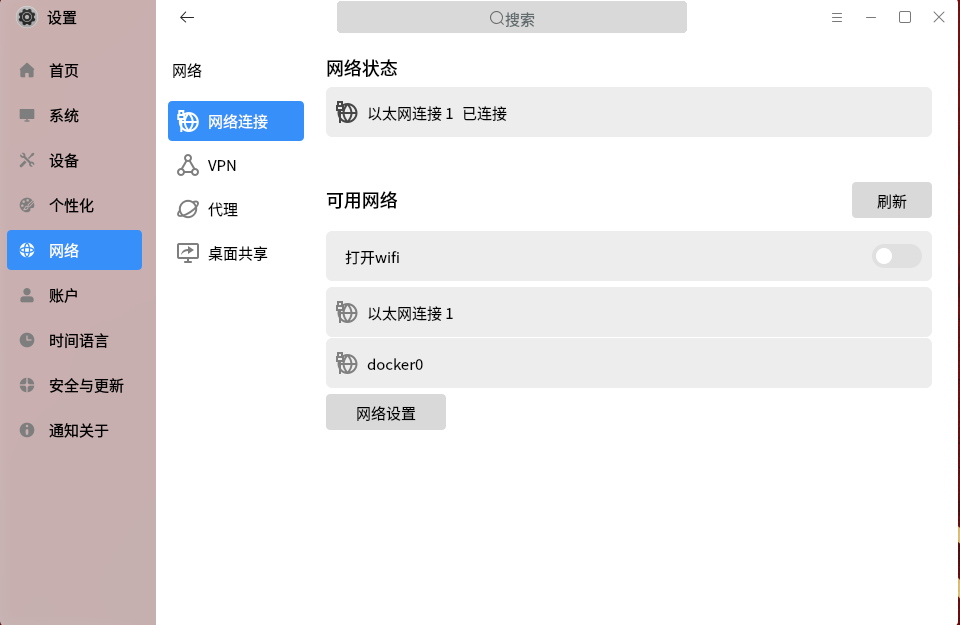 设置
搜索
首页
系统
设备
个性化
网络
账户
时间语言
安全与更新
通知关于
网络
网络连接
VPN
代理
桌面共享
网络状态
以太网连接 1 已连接
可用网络
刷新
打开wifi
以太网连接 1
docker0
网络设置